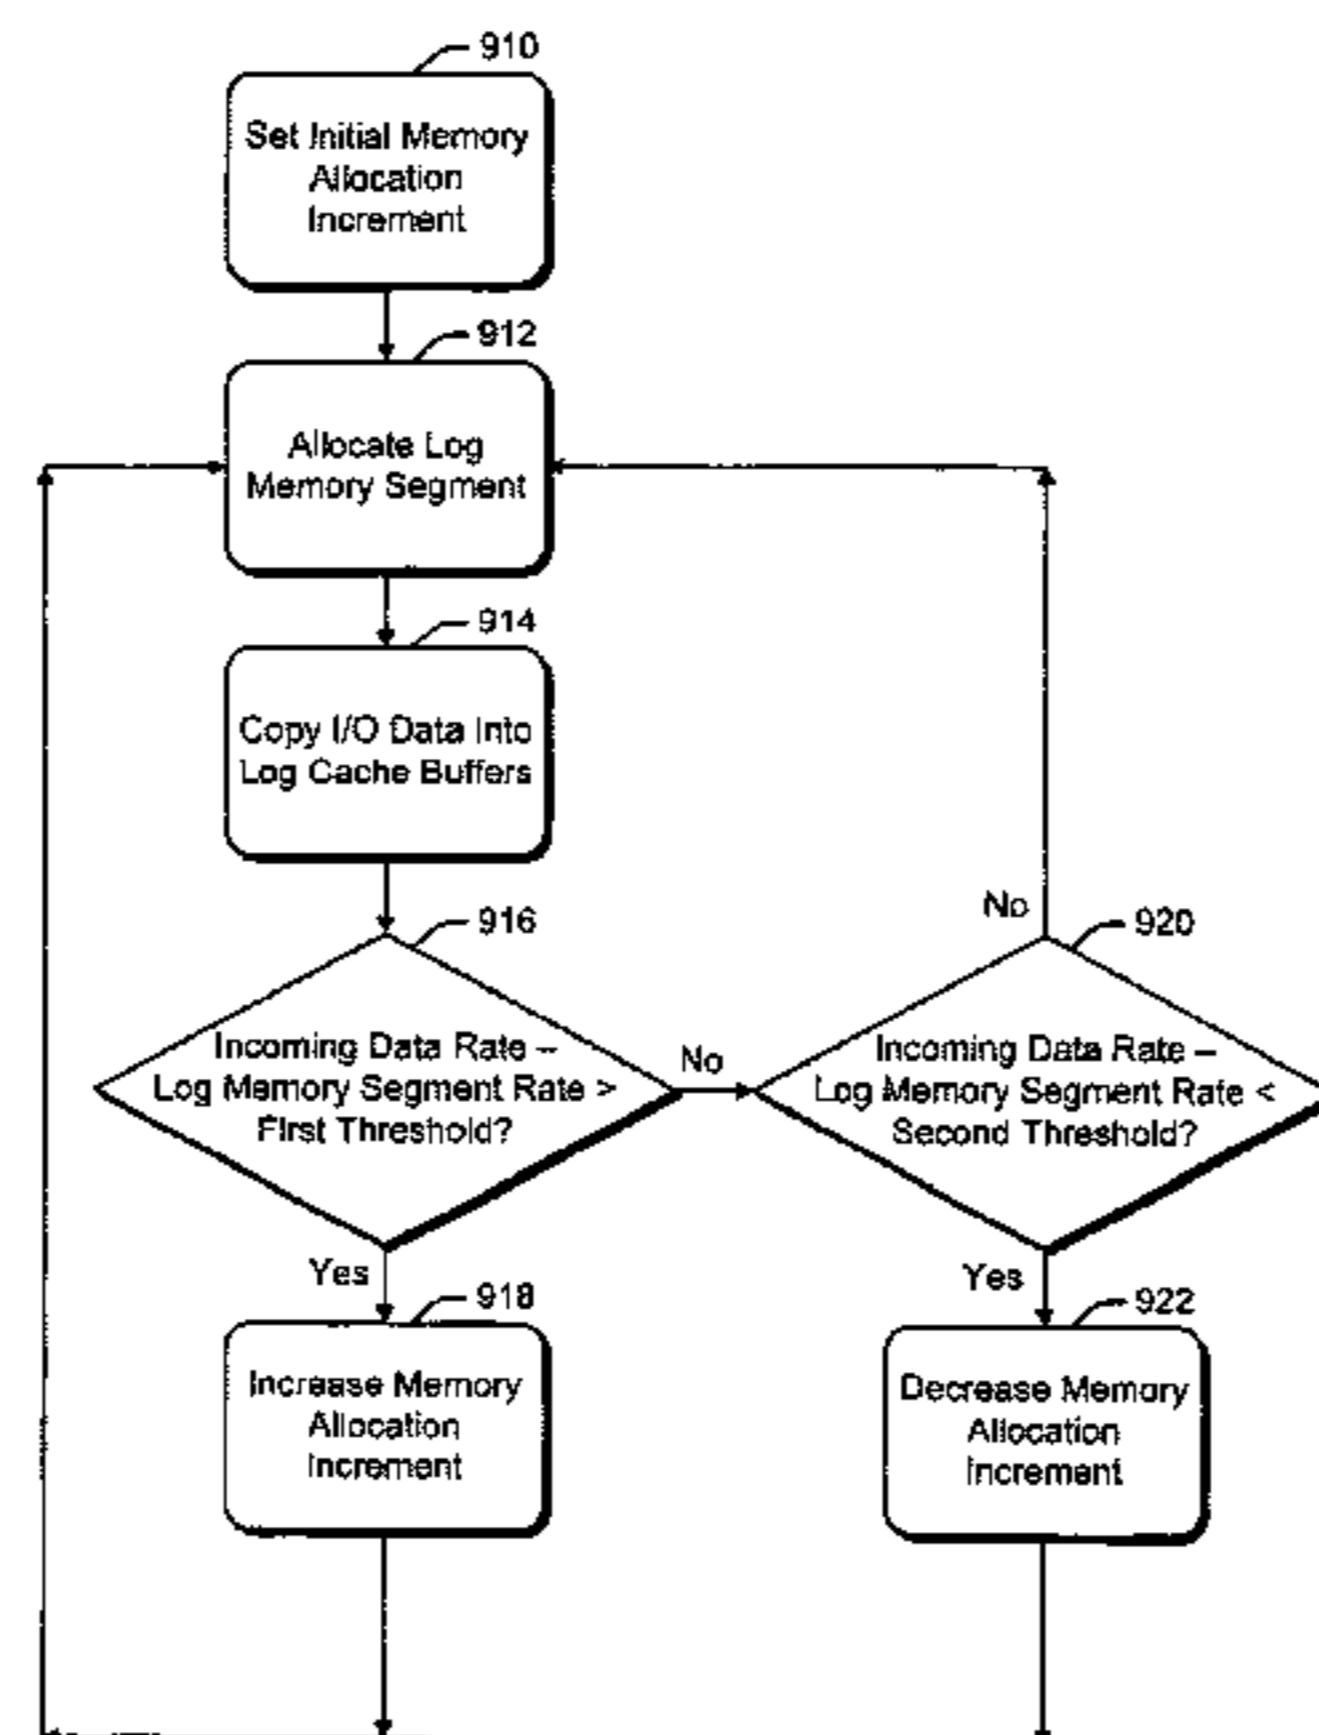 910
Set Initial Memory
Allocation
Increment
912
Allocate Log
Memory Segment
914
Copy I/O Data Into
Log Cache Buffers
916
Incoming Data Rate –
Log Memory Segment Rate >
First Threshold?
No
Yes
918
Increase Memory
Allocation
Increment
920
No
Incoming Data Rate –
Log Memory Segment Rate <
Second Threshold?
Yes
922
Decrease Memory
Allocation
Increment